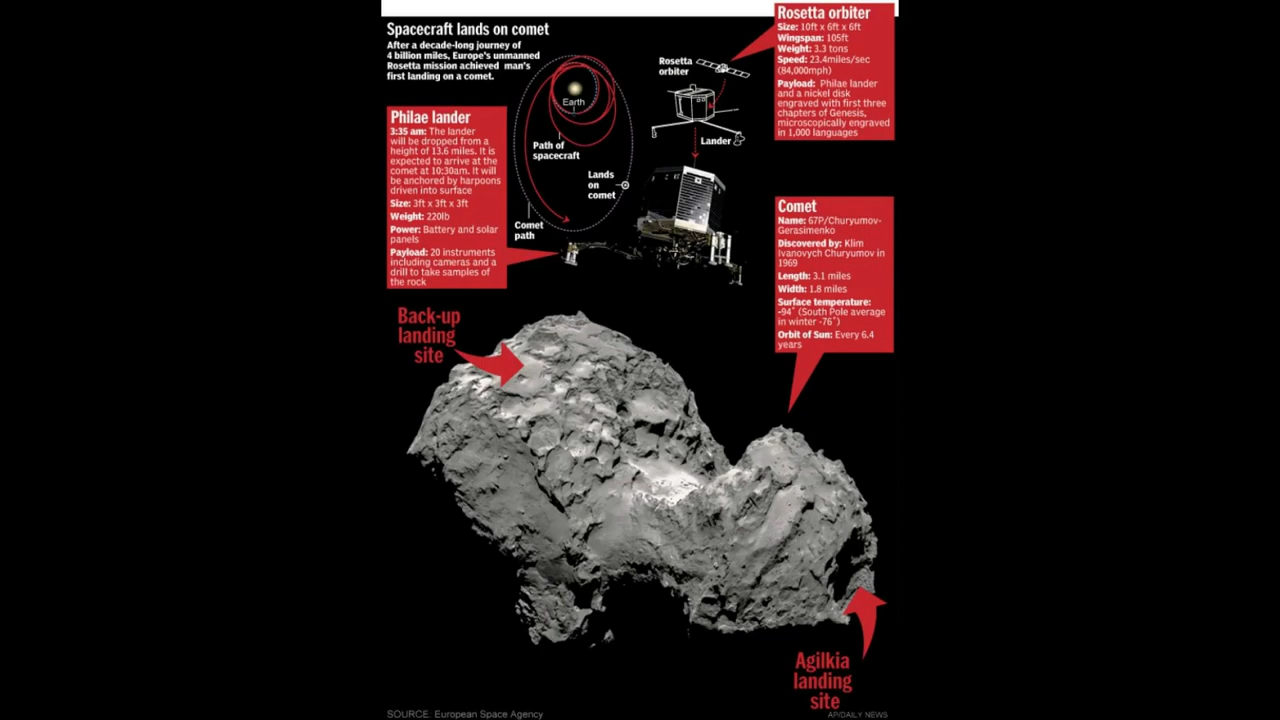 Spacecraft lands on comet
After a decade-long journey of
4 billion miles, Europe's unmanned
Rosetta mission achieved man's
first landing on a comet.
Philae lander
3:35 am: The lander
will be dropped from a
height of 13.6 miles. It is
expected to arrive at the
comet at 10:30am. It will
be anchored by harpoons
driven into surface
Size: 3ft x 3ft x 3ft
Weight: 220lb
Power: Battery and solar
panels
Payload: 20 instruments
including cameras and a
drill to take samples of
the rock
Earth
Path of
spacecraft
Lands
on
comet
Comet
path
Rosetta
orbiter
Lander
Rosetta orbiter
Size: 10ft x 6ft x 6ft
Wingspan: 105ft
Weight: 3.3 tons
Speed: 23.4miles/sec
(84,000mph)
Payload: Philae lander
and a nickel disk
engraved with first three
chapters of Genesis,
microscopically engraved
in 1,000 languages
Comet
Name: 67P/Churyumov-
Gerasimenko
Discovered by: Klim
Ivanovych Churyumov in
1969
Length: 3.1 miles
Width: 1.8 miles
Surface temperature:
-94˚ (South Pole average
in winter -76˚)
Orbit of Sun: Every 6.4
years
Back-up
landing
site
Agilkia
landing
site
SOURCE: European Space Agency
AP/DAILY NEWS